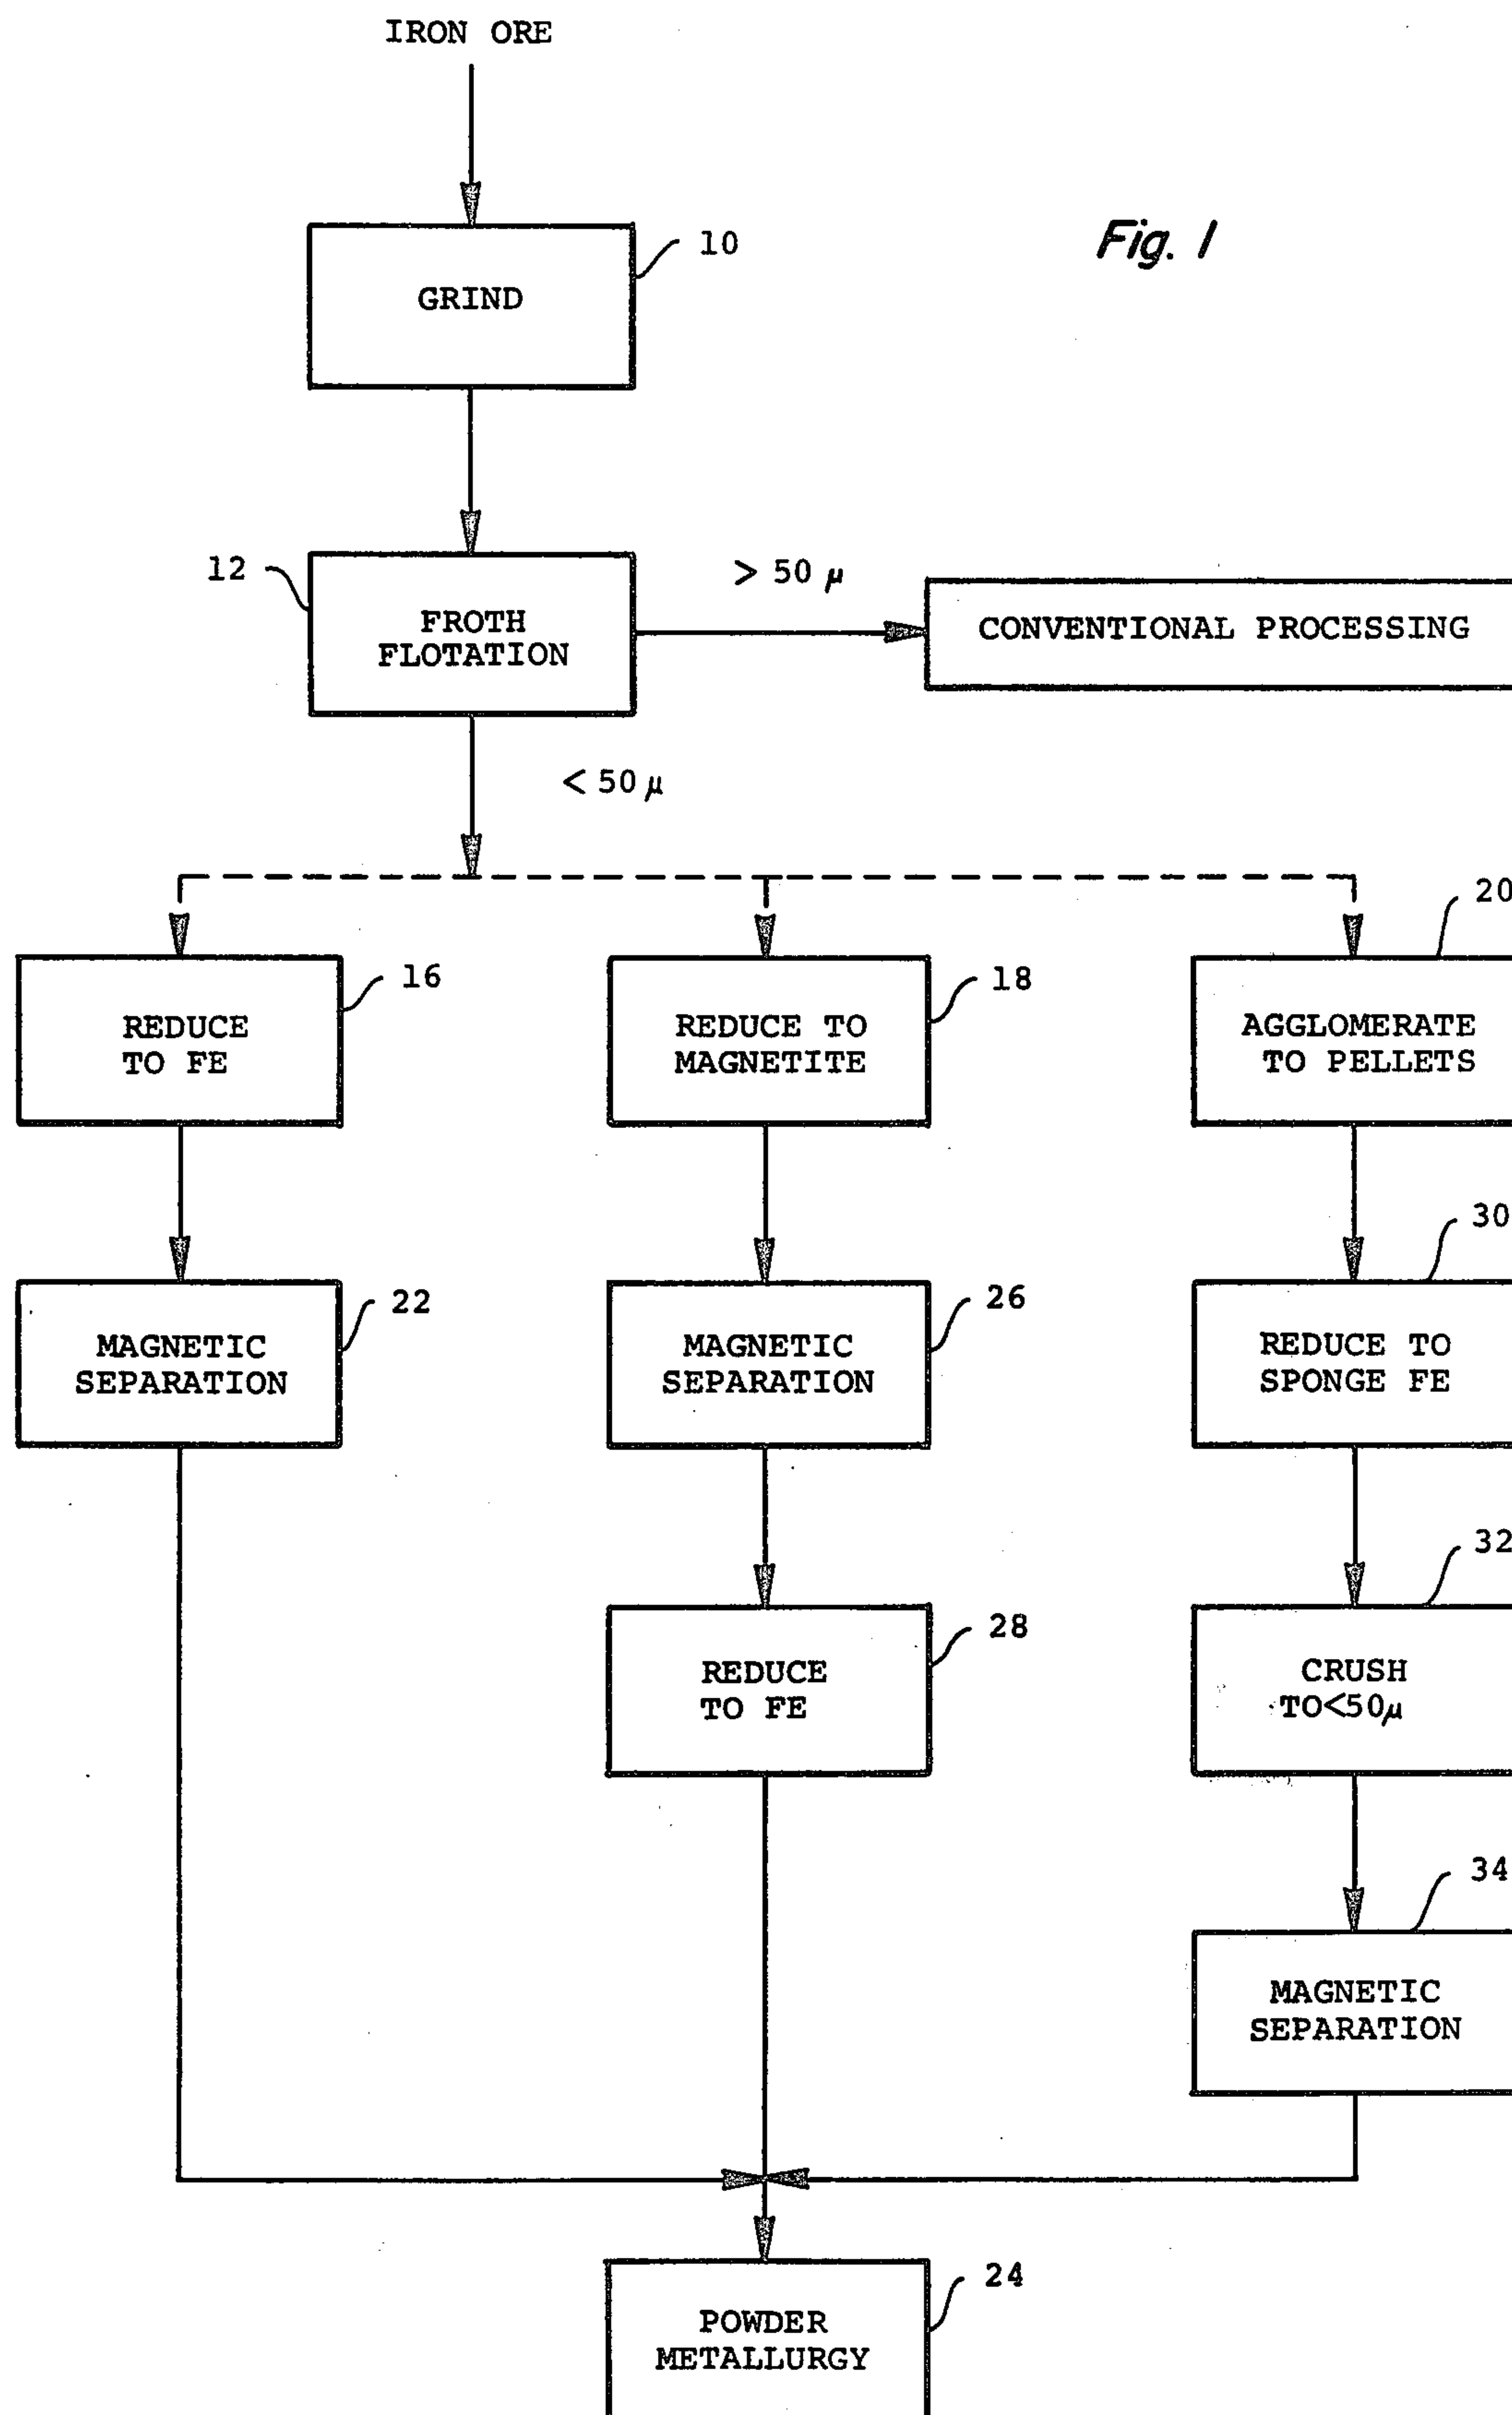 IRON ORE
10
Fig. 1
GRIND
12
> 50 μ
FROTH
FLOTATION
CONVENTIONAL PROCESSING
< 50 μ
20
16
18
REDUCE
TO FE
REDUCE TO
MAGNETITE
AGGLOMERATE
TO PELLETS
30
22
26
MAGNETIC
SEPARATION
MAGNETIC
SEPARATION
REDUCE TO
SPONGE FE
32
28
REDUCE
TO FE
CRUSH
TO<50μ
34
MAGNETIC
SEPARATION
24
POWDER
METALLURGY